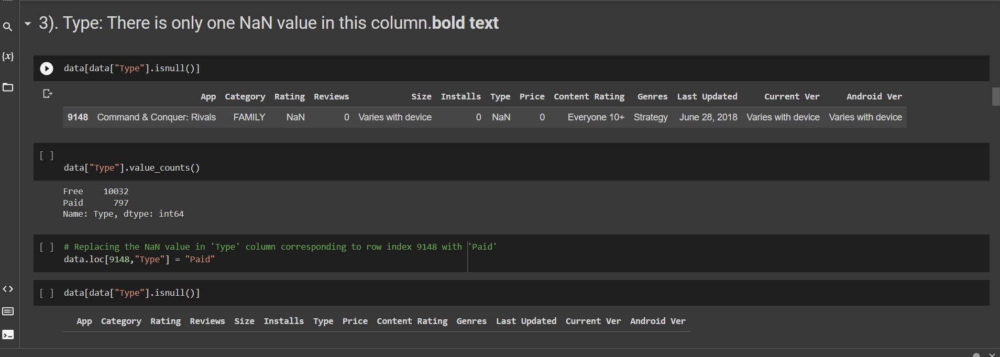 3). Type: There is only one NaN value in this column.bold text
{x}
data[data["Type"].isnull()]
App Category Rating Reviews Size Installs Type Price Content Rating Genres Last Updated Current Ver Android Ver
9148 Command & Conquer: Rivals FAMILY NaN 0 Varies with device 0 NaN 0 Everyone 10+ Strategy June 28, 2018 Varies with device Varies with device
[ ]
data["Type"].value_counts()
Free 10032
Paid 797
Name: Type, dtype: int64
[ ] # Replacing the NaN value in 'Type' column corresponding to row index 9148 with 'Paid'
data.loc[9148,"Type"] = "Paid"
[ ] data[data["Type"].isnull()]
App Category Rating Reviews Size Installs Type Price Content Rating Genres Last Updated Current Ver Android Ver